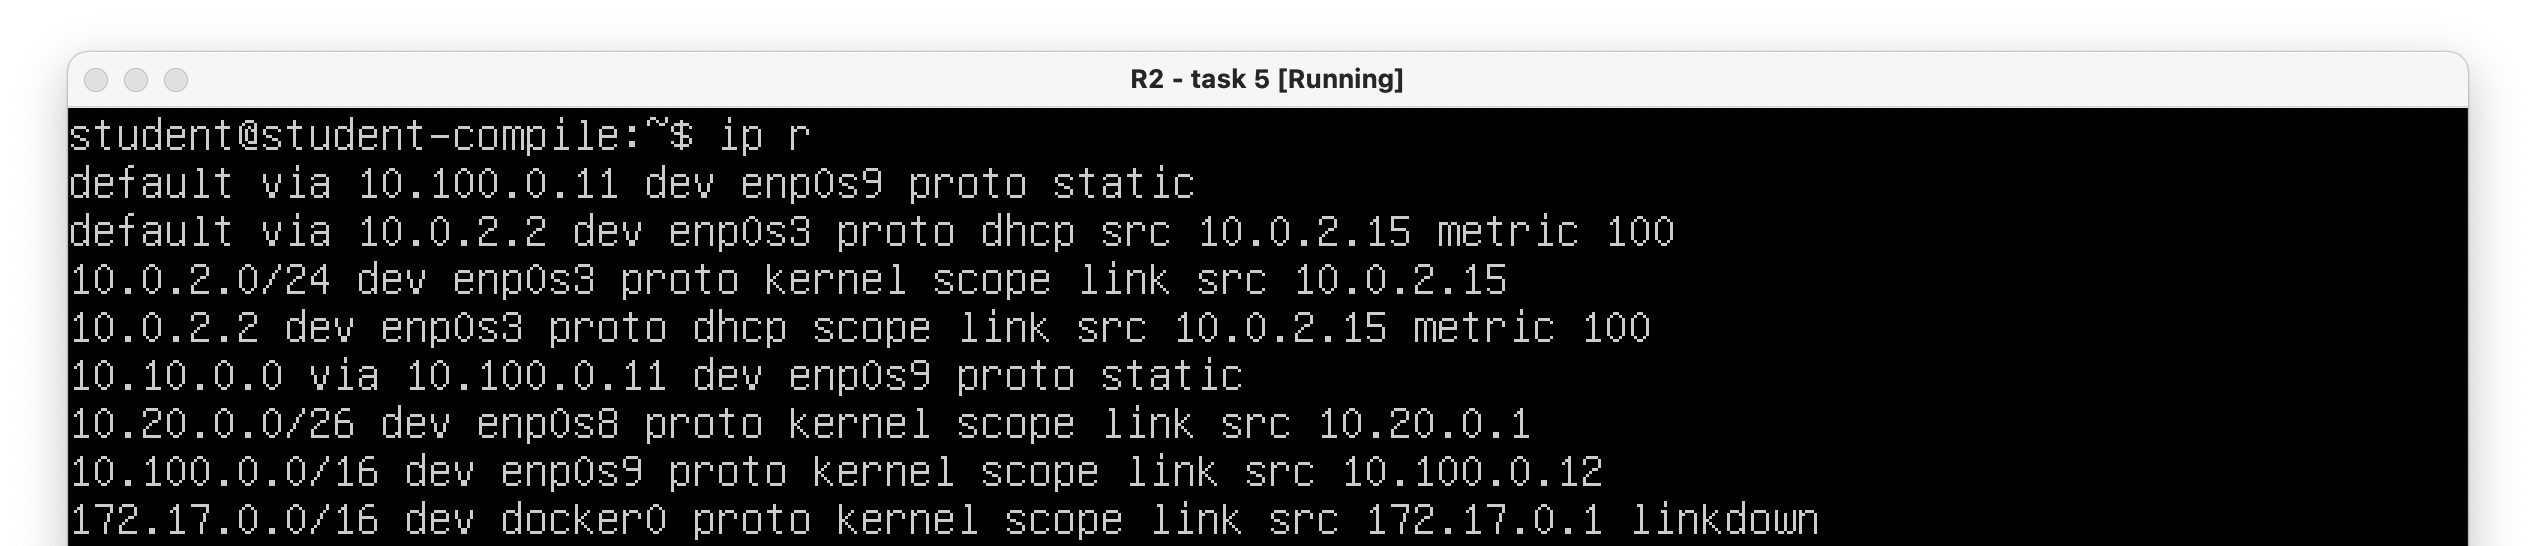 R2 - task 5 [Running]
student@student-compile:~$ ip r
default via 10.100.0.11 dev enp0s9 proto static
default via 10.0.2.2 dev enp0s3 proto dhcp src 10.0.2.15 metric 100
10.0.2.0/24 dev enp0s3 proto kernel scope link src 10.0.2.15
10.0.2.2 dev enp0s3 proto dhcp scope link src 10.0.2.15 metric 100
10.10.0.0 via 10.100.0.11 dev enp0s9 proto static
10.20.0.0/26 dev enp0s8 proto kernel scope link src 10.20.0.1
10.100.0.0/16 dev enp0s9 proto kernel scope link src 10.100.0.12
172.17.0.0/16 dev docker0 proto kernel scope link src 172.17.0.1 linkdown